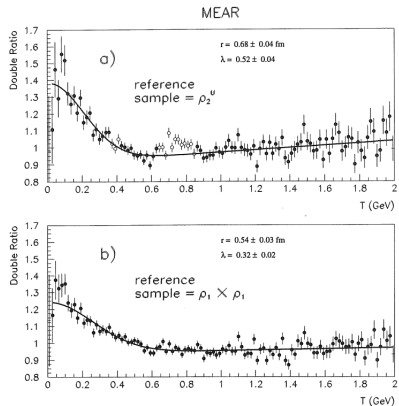 MEAR
Double Ratio
1.7
1.6
1.5
1.4
1.3
1.2
1.1
1
0.9
0.8
a)
r = 0.68 ± 0.04 fm
λ = 0.52 ± 0.04
reference
sample = ρ₂ᵁ
0 0.2 0.4 0.6 0.8 1 1.2 1.4 1.6 1.8 2
T (GeV)
Double Ratio
1.7
1.6
1.5
1.4
1.3
1.2
1.1
1
0.9
0.8
b)
r = 0.54 ± 0.03 fm
λ = 0.32 ± 0.02
reference
sample = ρ₁ × ρ₁
0 0.2 0.4 0.6 0.8 1 1.2 1.4 1.6 1.8 2
T (GeV)